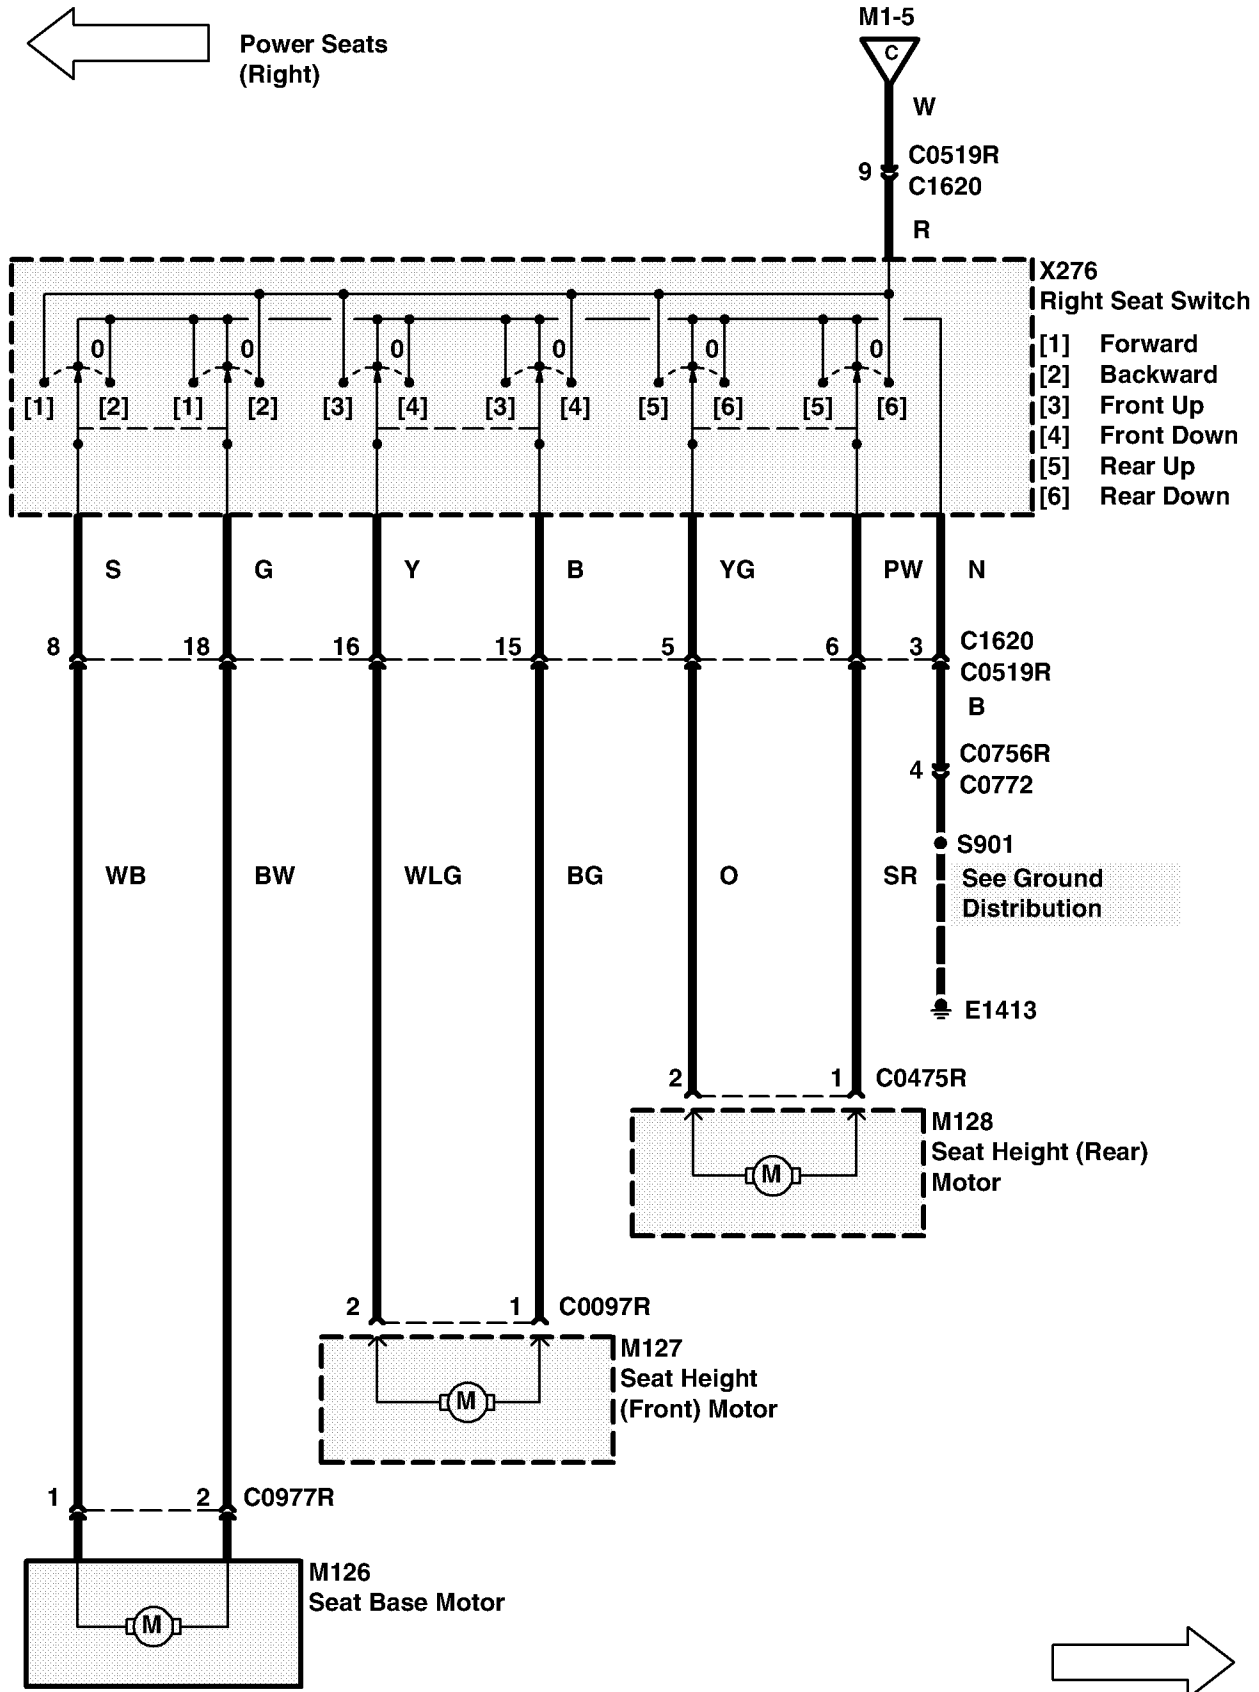 M1-5
Power Seats
(Right)
C
W
9 C0519R
C1620
R
X276
Right Seat Switch
0 0 0 0 0 0
[1] [2] [1] [2] [3] [4] [3] [4] [5] [6] [5] [6]
[1] Forward
[2] Backward
[3] Front Up
[4] Front Down
[5] Rear Up
[6] Rear Down
S G Y B YG PW N
8 18 16 15 5 6 3 C1620
C0519R
B
4 C0756R
C0772
S901
WB BW WLG BG O SR
See Ground
Distribution
E1413
2 1 C0475R
M128
Seat Height (Rear)
Motor
M
2 1 C0097R
M127
Seat Height
(Front) Motor
M
1 2 C0977R
M126
Seat Base Motor
M